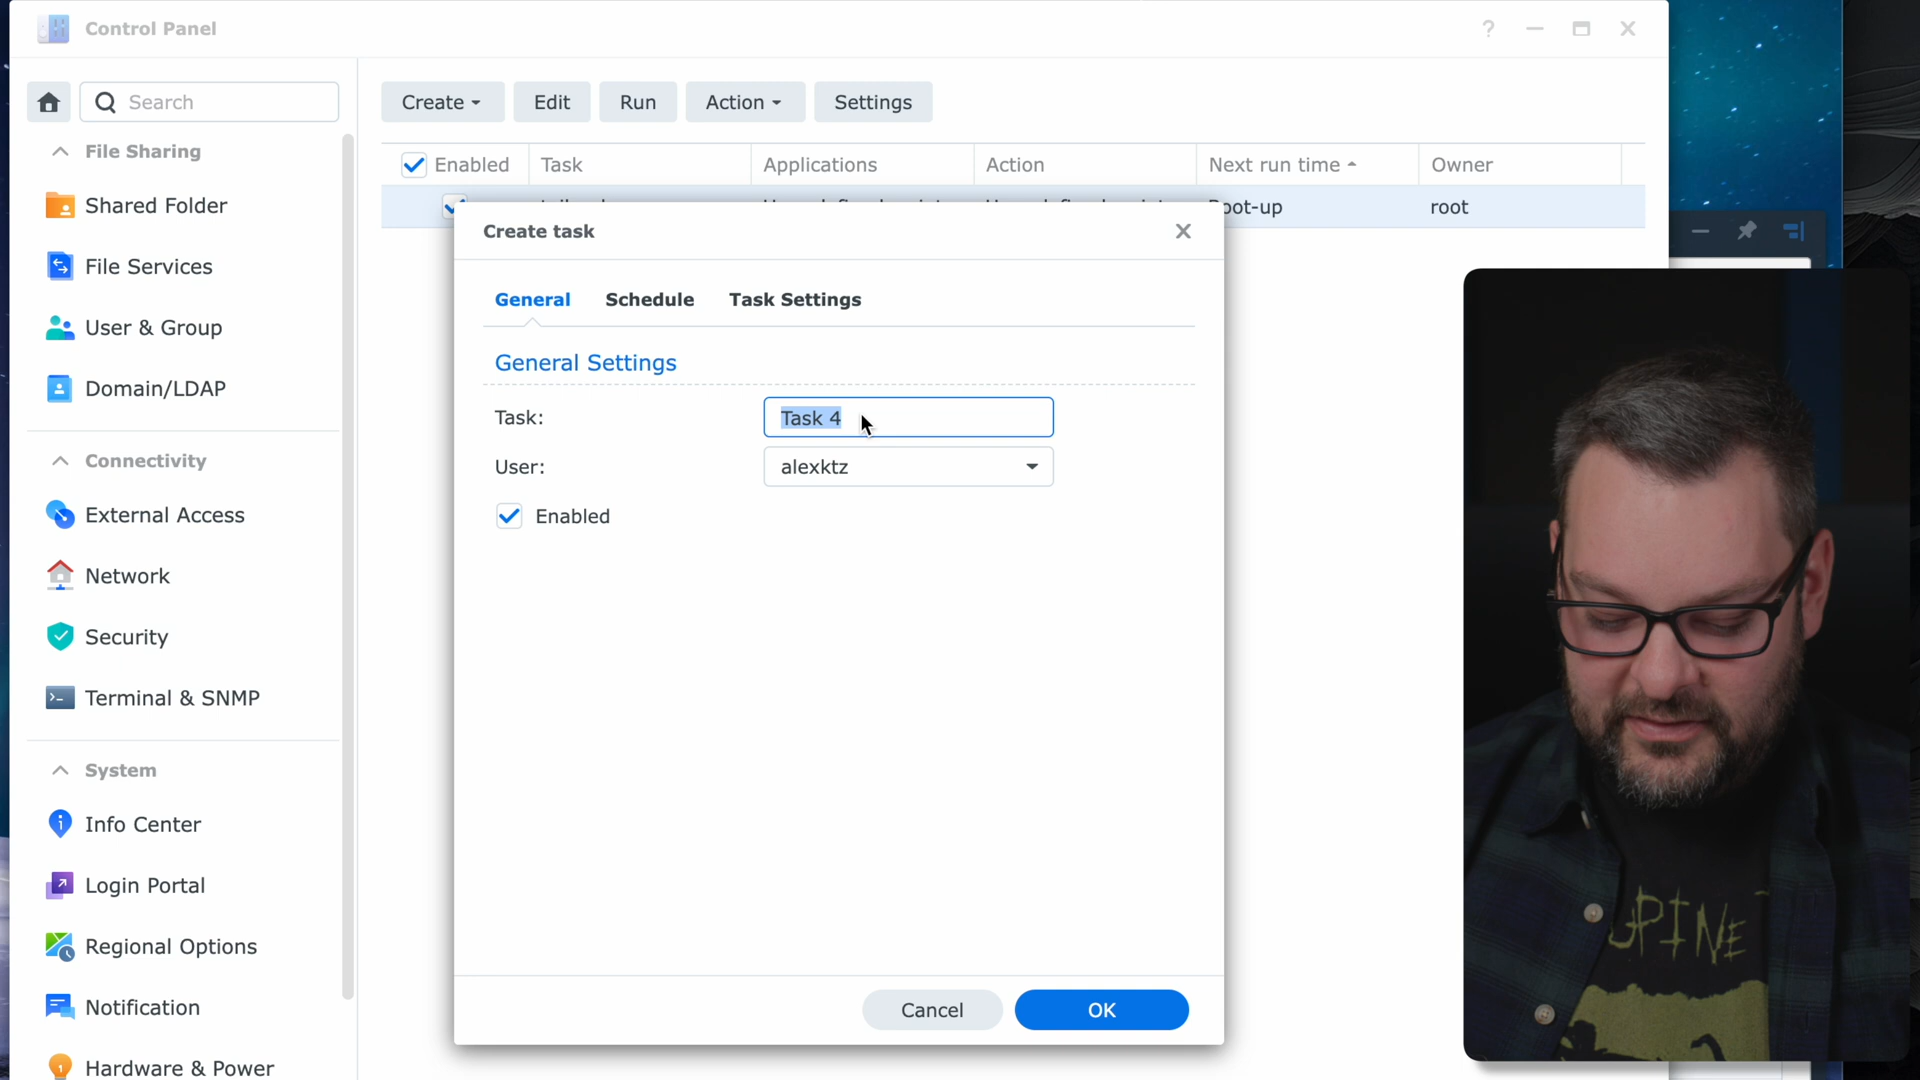 Control Panel
?
Search
Create
Edit
Run
Action
Settings
File Sharing
Enabled
Task
Applications
Action
Next run time
Owner
Shared Folder
root
Create task
File Services
General
Schedule
Task Settings
User & Group
General Settings
Domain/LDAP
Task:
Task 4
Connectivity
User:
alexktz
External Access
Enabled
Network
Security
Terminal & SNMP
System
Info Center
Login Portal
Regional Options
Notification
Cancel
OK
Hardware & Power